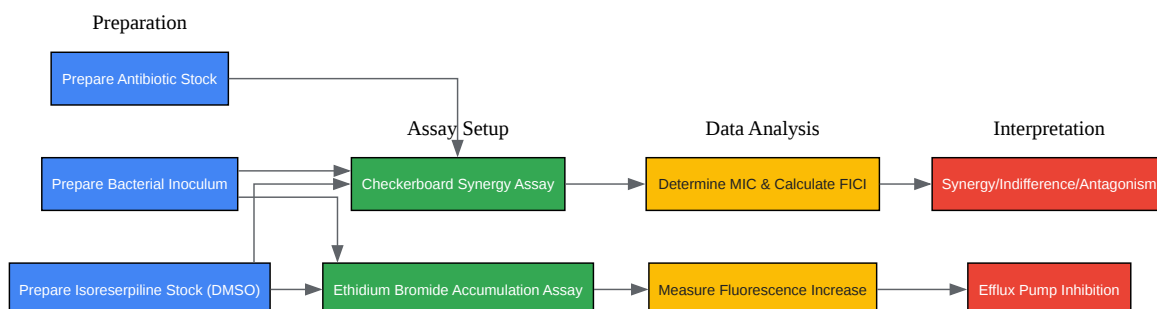 Preparation
Prepare Antibiotic Stock
Assay Setup
Data Analysis
Interpretation
Prepare Bacterial Inoculum
Checkerboard Synergy Assay
Determine MIC & Calculate FICI
Synergy/Indifference/Antagonism
Prepare Isoreserpiline Stock (DMSO)
Ethidium Bromide Accumulation Assay
Measure Fluorescence Increase
Efflux Pump Inhibition